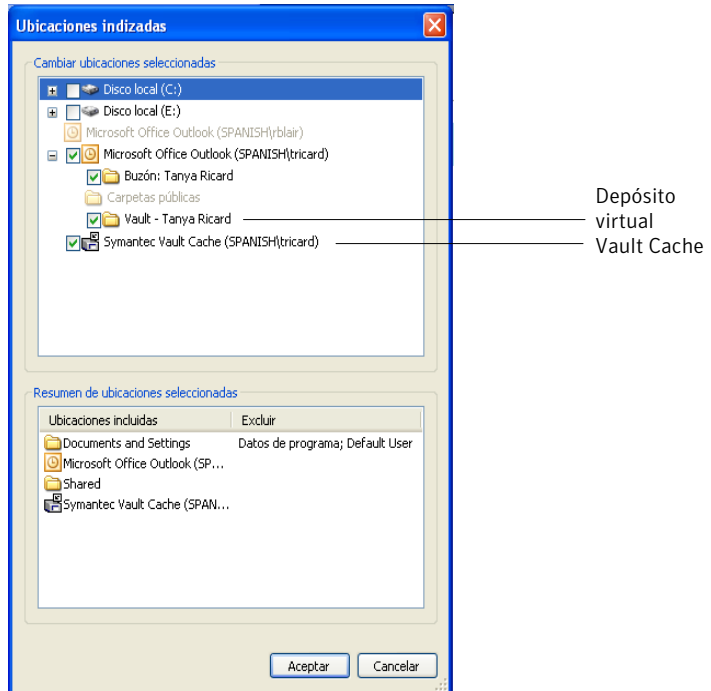 Ubicaciones indizadas
Cambiar ubicaciones seleccionadas
Disco local (C:)
Disco local (E:)
Microsoft Office Outlook (SPANISH\rblair)
Microsoft Office Outlook (SPANISH\tricard)
Buzón: Tanya Ricard
Carpetas públicas
Vault - Tanya Ricard
Symantec Vault Cache (SPANISH\tricard)
Depósito
virtual
Vault Cache
Resumen de ubicaciones seleccionadas
Ubicaciones incluidas Excluir
Documents and Settings Datos de programa; Default User
Microsoft Office Outlook (SP...
Shared
Symantec Vault Cache (SPAN...
Aceptar Cancelar